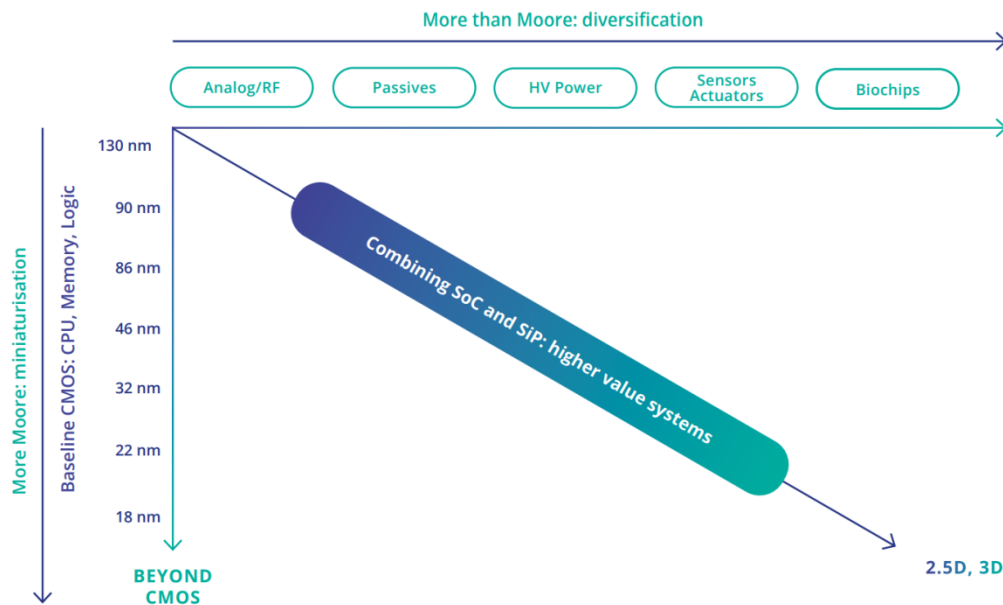 More than Moore: diversification
Analog/RF
Passives
HV Power
Sensors
Actuators
Biochips
More Moore: miniaturisation
Baseline CMOS: CPU, Memory, Logic
130 nm
90 nm
86 nm
46 nm
32 nm
22 nm
18 nm
Combining SoC and SiP: higher value systems
BEYOND
CMOS
2.5D, 3D